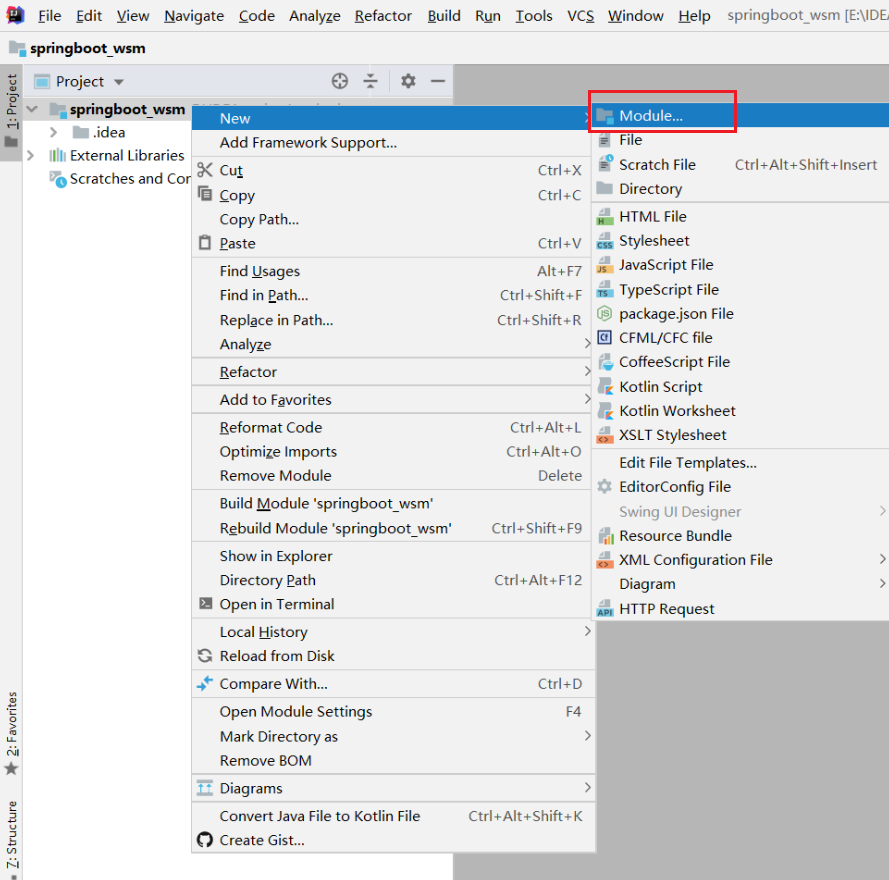 File Edit View Navigate Code Analyze Refactor Build Run Tools VCS Window Help springboot_wsm [E:\IDEA
springboot_wsm
1: Project
Project
springboot_wsm
.idea
External Libraries
Scratches and Con
2: Favorites
7: Structure
New
Add Framework Support...
Cut Ctrl+X
Copy Ctrl+C
Copy Path...
Paste Ctrl+V
Find Usages Alt+F7
Find in Path... Ctrl+Shift+F
Replace in Path... Ctrl+Shift+R
Analyze
Refactor
Add to Favorites
Reformat Code Ctrl+Alt+L
Optimize Imports Ctrl+Alt+O
Remove Module Delete
Build Module 'springboot_wsm'
Rebuild Module 'springboot_wsm' Ctrl+Shift+F9
Show in Explorer
Directory Path Ctrl+Alt+F12
Open in Terminal
Local History
Reload from Disk
Compare With... Ctrl+D
Open Module Settings F4
Mark Directory as
Remove BOM
Diagrams
Convert Java File to Kotlin File Ctrl+Alt+Shift+K
Create Gist...
Module...
File
Scratch File Ctrl+Alt+Shift+Insert
Directory
HTML File
Stylesheet
JavaScript File
TypeScript File
package.json File
CFML/CFC file
CoffeeScript File
Kotlin Script
Kotlin Worksheet
XSLT Stylesheet
Edit File Templates...
EditorConfig File
Swing UI Designer
Resource Bundle
XML Configuration File
Diagram
HTTP Request